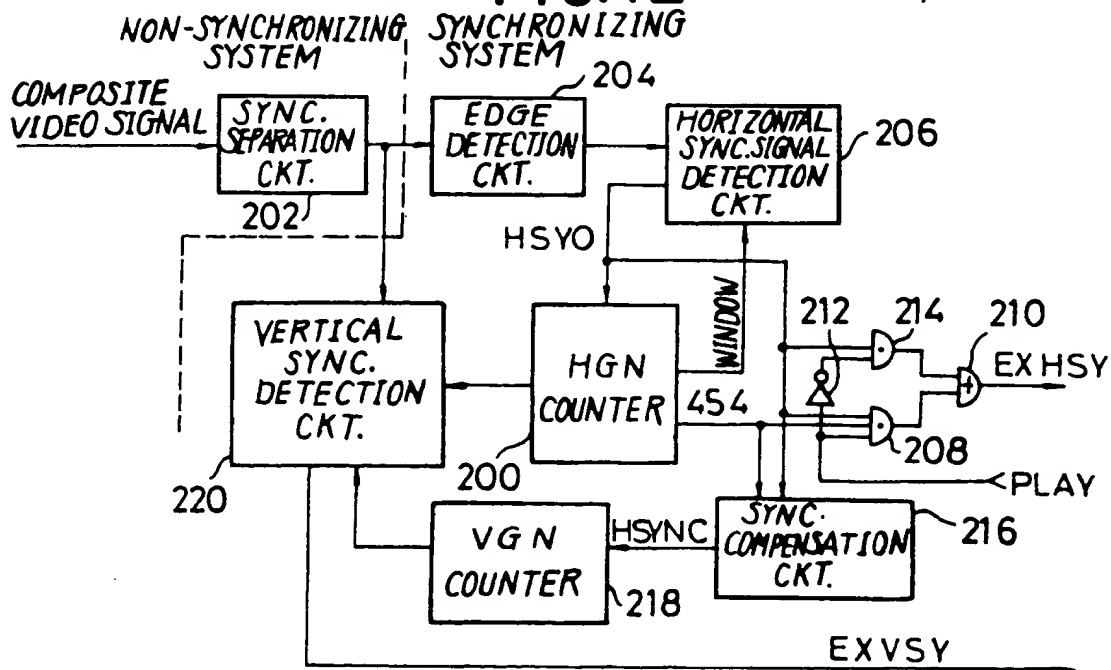 NON-SYNCHRONIZING
SYSTEM
SYNCHRONIZING
SYSTEM
COMPOSITE
VIDEO SIGNAL
SYNC.
SEPARATION
CKT.
202
EDGE
DETECTION
CKT.
204
HORIZONTAL
SYNC.SIGNAL
DETECTION
CKT.
206
HSY0
WINDOW
VERTICAL
SYNC.
DETECTION
CKT.
220
HGN
COUNTER
200
454
212
214
210
EXHSY
208
PLAY
VGN
COUNTER
218
HSYNC
SYNC.
COMPENSATION
CKT.
216
EXVSY